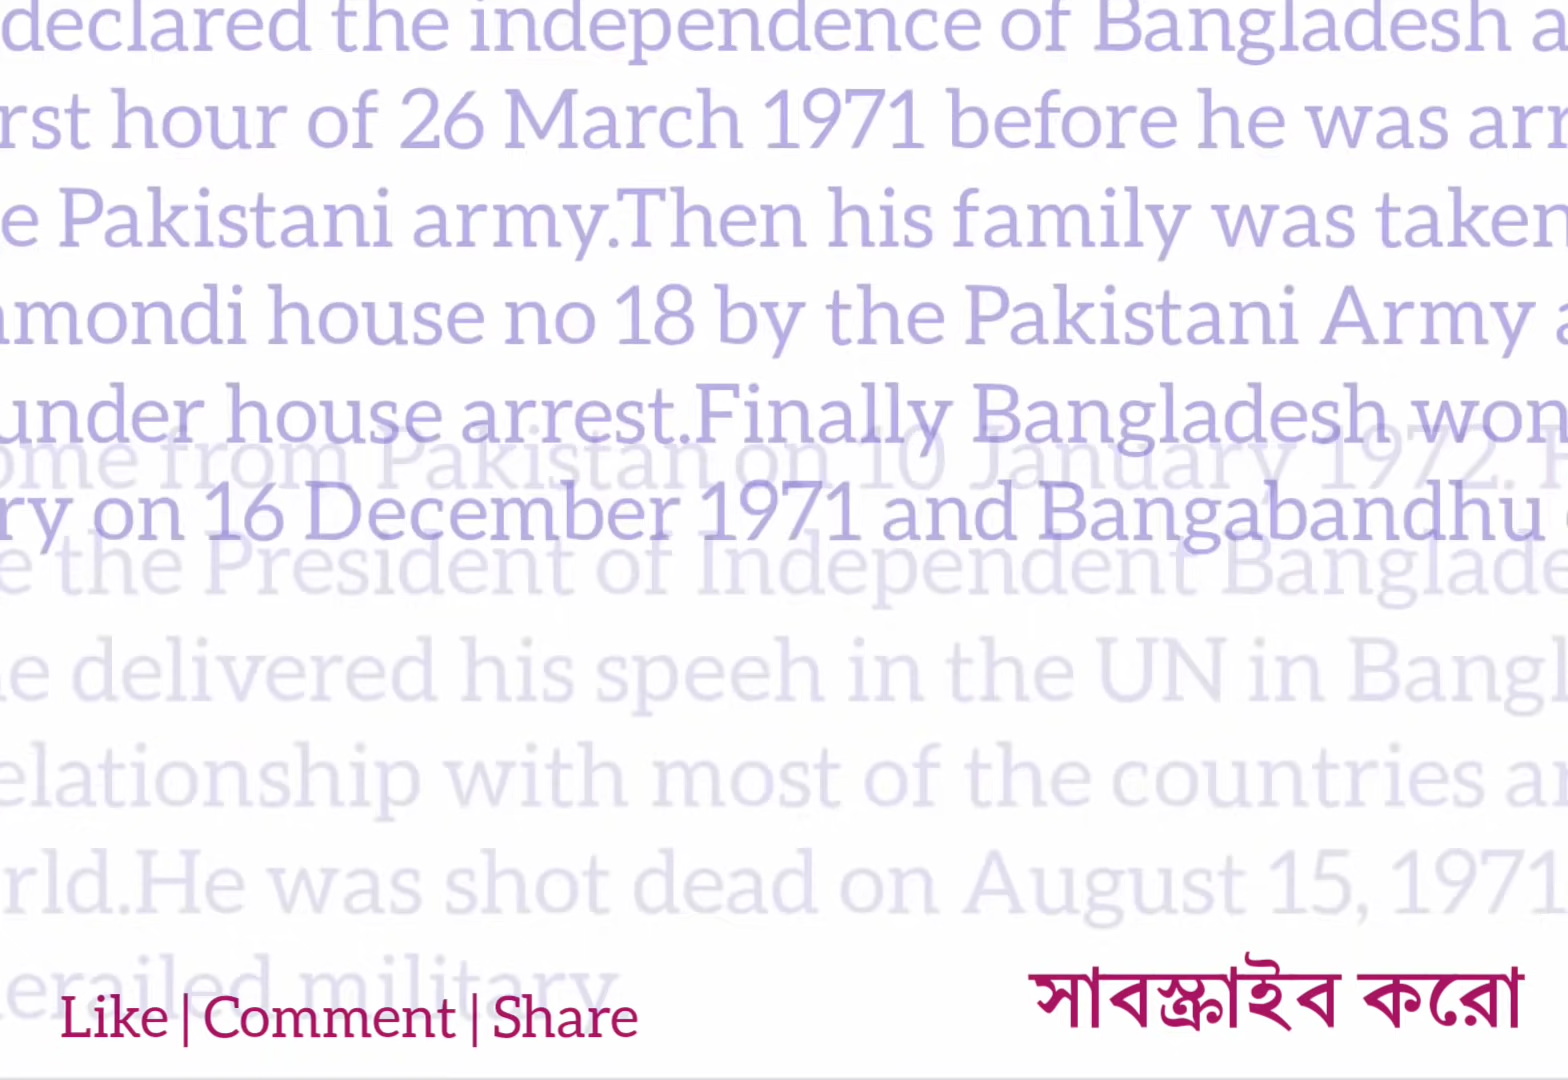 declared the independence of Bangladesh a
rst hour of 26 March 1971 before he was arr
e Pakistani army.Then his family was taken
mondi house no 18 by the Pakistani Army a
under house arrest.Finally Bangladesh won
ome from Pakistan on 10 January 1972.
ry on 16 December 1971 and Bangabandhu
e the President of Independent Banglade
e delivered his speeh in the UN in Bangl
elationship with most of the countries ar
rld.He was shot dead on August 15, 1971
erailed military
Like|Comment|Share
সাবস্ক্রাইব করো